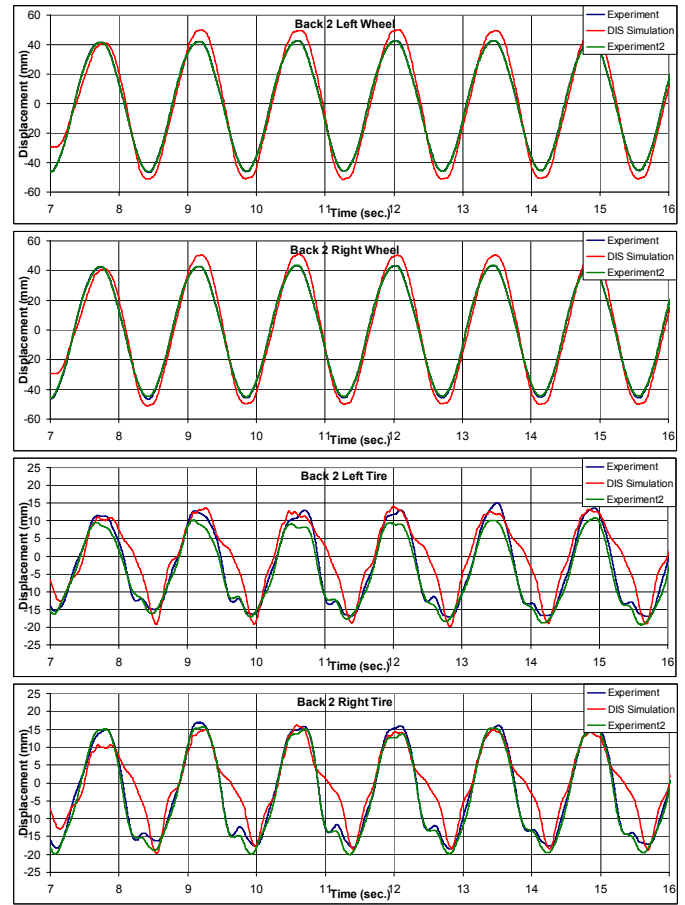 Back 2 Left Wheel
Experiment
DIS Simulation
Experiment2
Displacement (mm)
60
40
20
0
-20
-40
-60
7 8 9 10 11 12 13 14 15 16
Time (sec.)
Back 2 Right Wheel
Experiment
DIS Simulation
Experiment2
Displacement (mm)
60
40
20
0
-20
-40
-60
7 8 9 10 11 12 13 14 15 16
Time (sec.)
Back 2 Left Tire
Experiment
DIS Simulation
Experiment2
Displacement (mm)
25
20
15
10
5
0
-5
-10
-15
-20
-25
7 8 9 10 11 12 13 14 15 16
Time (sec.)
Back 2 Right Tire
Experiment
DIS Simulation
Experiment2
Displacement (mm)
25
20
15
10
5
0
-5
-10
-15
-20
-25
7 8 9 10 11 12 13 14 15 16
Time (sec.)